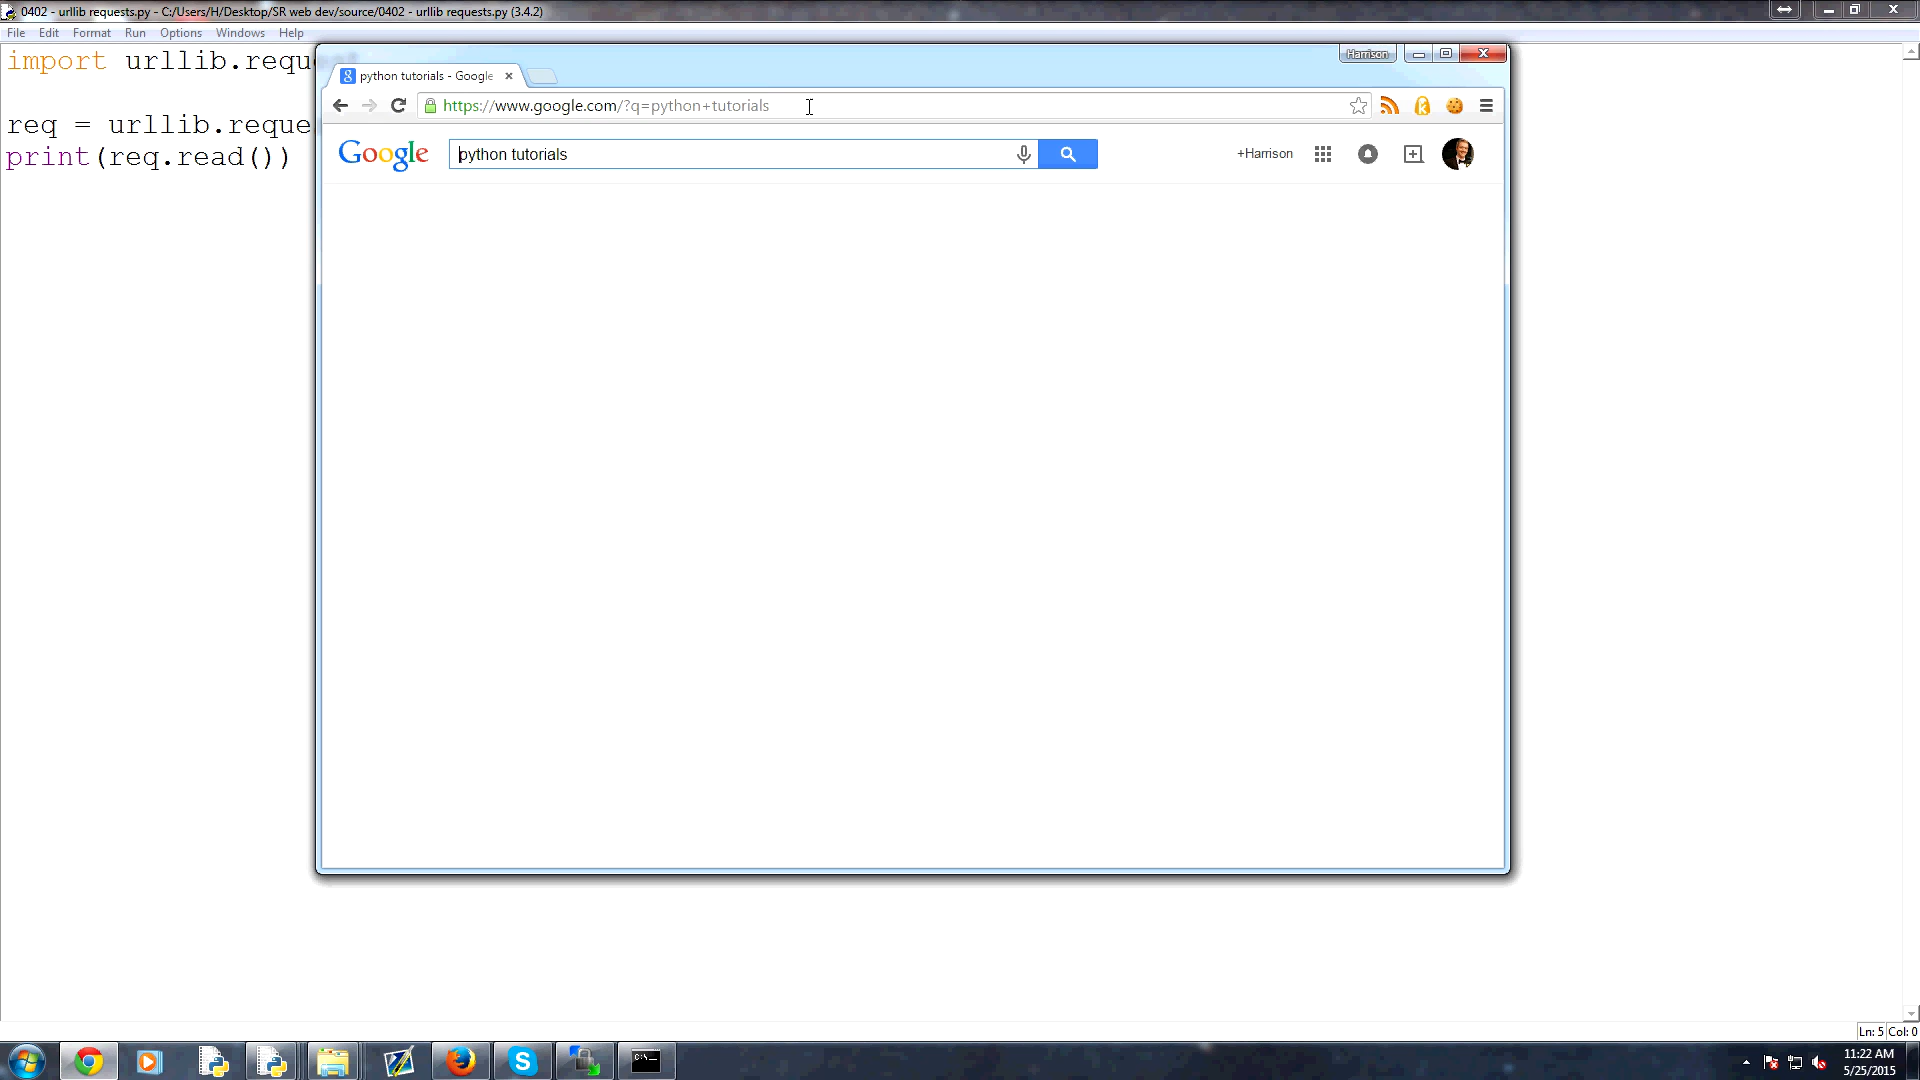 0402 - urllib requests.py - C:/Users/H/Desktop/SR web dev/source/0402 - urllib requests.py (3.4.2)
File Edit Format Run Options Windows Help
import urllib.reque
req = urllib.reque
print(req.read())
Harrison
python tutorials - Google
https://www.google.com/?q=python+tutorials
Google
python tutorials
+Harrison
Ln: 5 Col: 0
11:22 AM
5/25/2015